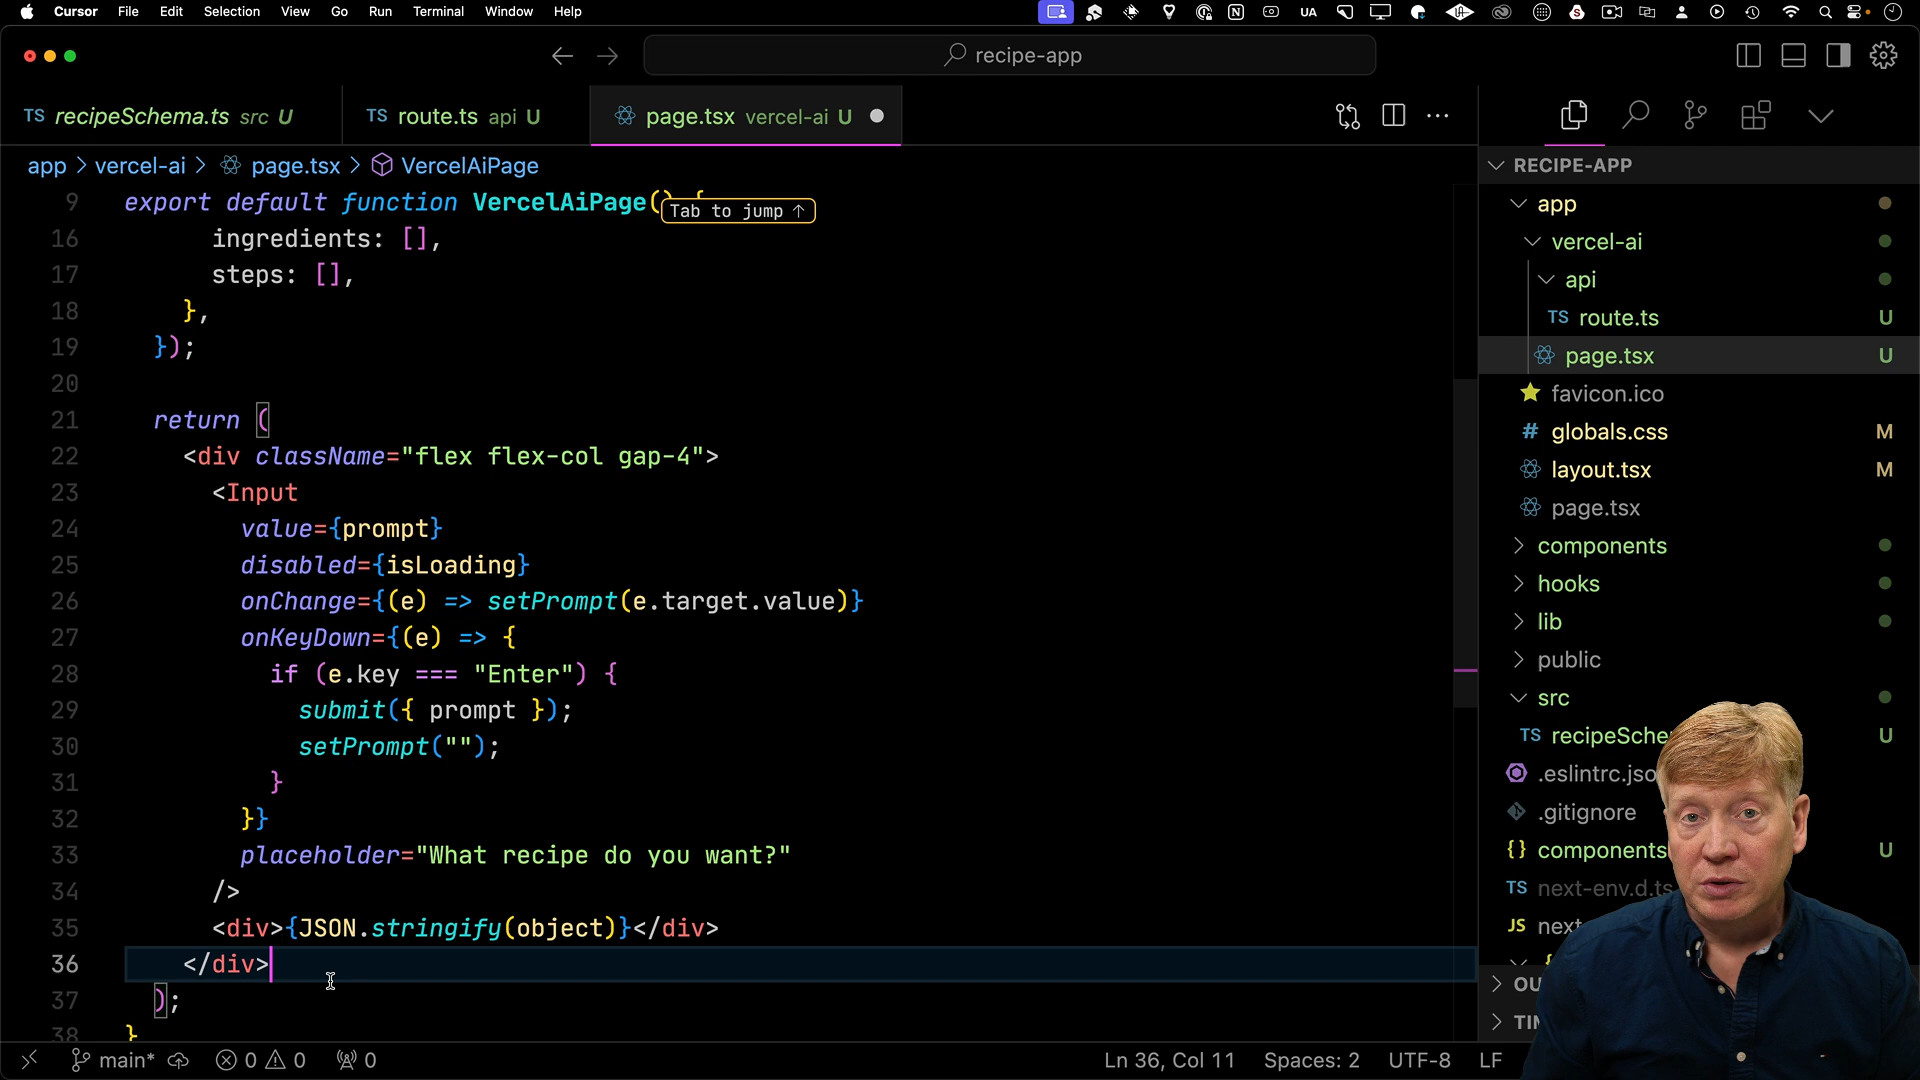 Cursor File Edit Selection View Go Run Terminal Window Help
UA
recipe-app
TS recipeSchema.ts src U
TS route.ts api U
page.tsx vercel-ai U
app > vercel-ai > page.tsx > VercelAiPage
9 export default function VercelAiPage() {
Tab to jump ↑
16 ingredients: [],
17 steps: [],
18 },
19 });
20
21 return (
22 <div className="flex flex-col gap-4">
23 <Input
24 value={prompt}
25 disabled={isLoading}
26 onChange={(e) => setPrompt(e.target.value)}
27 onKeyDown={(e) => {
28 if (e.key === "Enter") {
29 submit({ prompt });
30 setPrompt("");
31 }
32 }}
33 placeholder="What recipe do you want?"
34 />
35 <div>{JSON.stringify(object)}</div>
36 </div>
37 );
38 }
RECIPE-APP
app
vercel-ai
api
TS route.ts U
page.tsx U
favicon.ico
# globals.css M
layout.tsx M
page.tsx
components
hooks
lib
public
src
TS recipeSche U
.eslintrc.jso
.gitignore
{} components U
TS next-env.d.ts
JS next
{
OU
TIM
main* 0 0 0
Ln 36, Col 11 Spaces: 2 UTF-8 LF